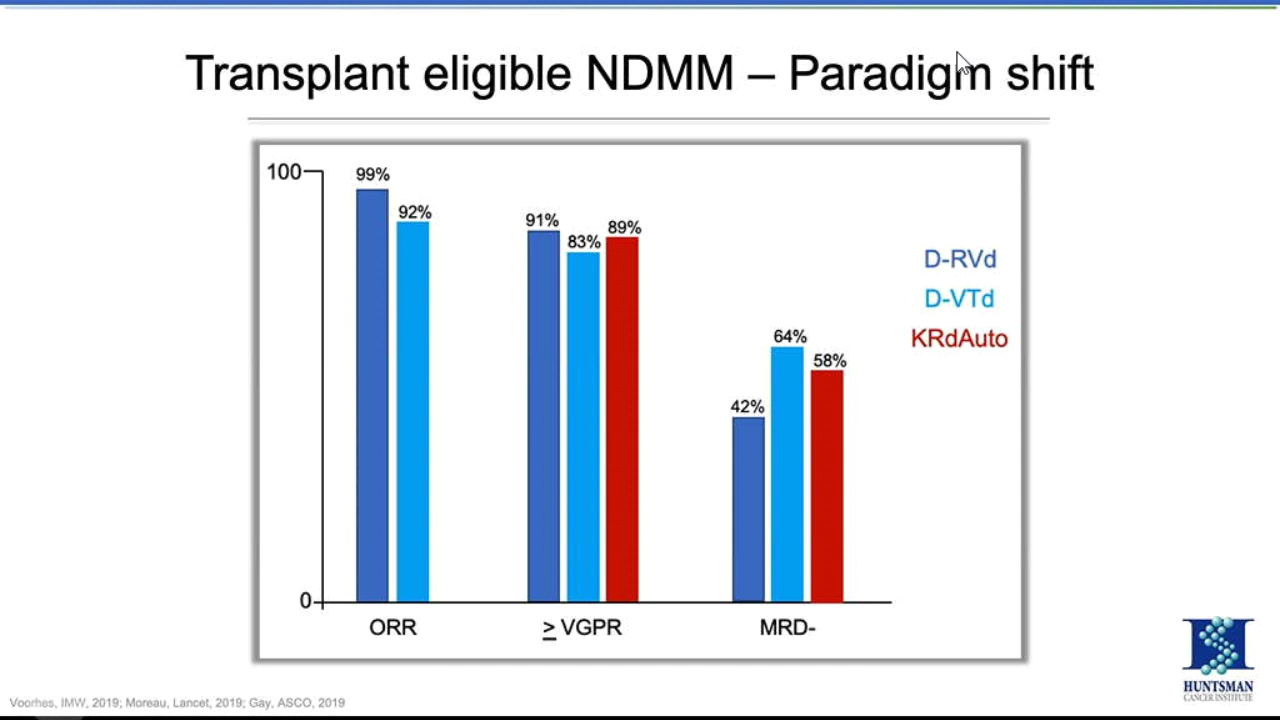 Transplant eligible NDMM – Paradigm shift
100
99%
92%
91%
83%
89%
64%
58%
42%
D-RVd
D-VTd
KRdAuto
0
ORR
≥ VGPR
MRD-
HUNTSMAN
CANCER INSTITUTE
Voorhes, IMW, 2019; Moreau, Lancet, 2019; Gay, ASCO, 2019